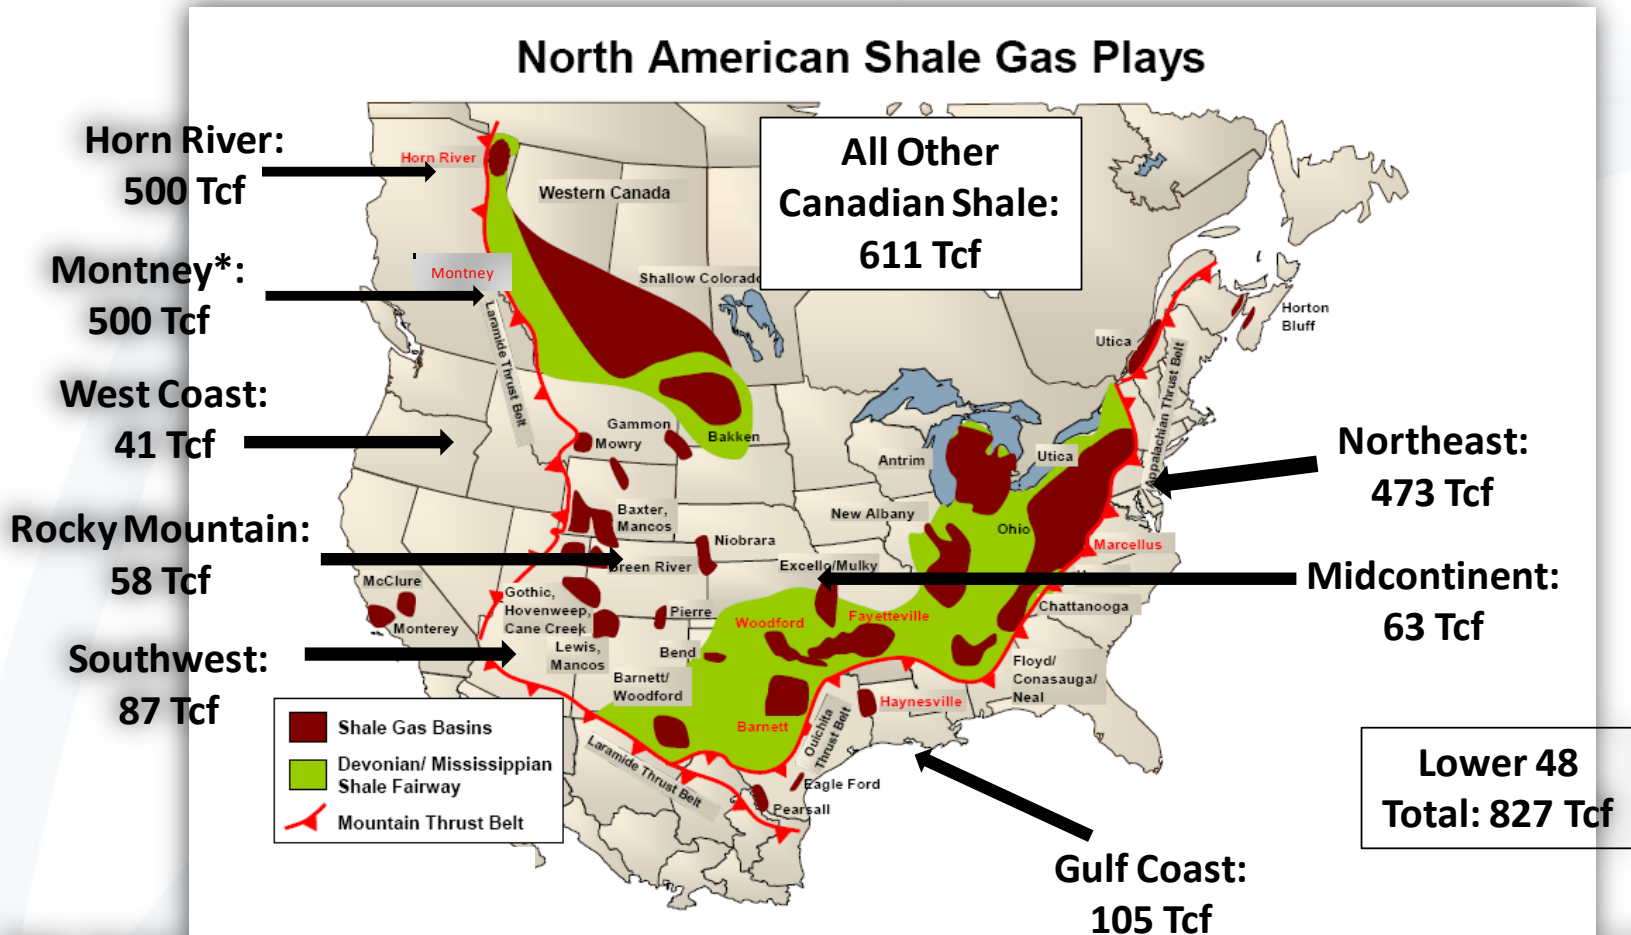 North American Shale Gas Plays
Horn River:
500 Tcf
Montney*:
500 Tcf
West Coast:
41 Tcf
Rocky Mountain:
58 Tcf
Southwest:
87 Tcf
All Other
Canadian Shale:
611 Tcf
Northeast:
473 Tcf
Midcontinent:
63 Tcf
Gulf Coast:
105 Tcf
Lower 48
Total: 827 Tcf
Horn River
Western Canada
Montney
Shallow Colorado
Laramide Thrust Belt
Gammon
Mowry
Bakken
Baxter,
Mancos
Niobrara
Green River
McClure
Monterey
Gothic,
Hovenweep,
Cane Creek
Pierre
Lewis,
Mancos
Bend
Barnett/
Woodford
Antrim
New Albany
Excello/Mulky
Woodford
Fayetteville
Utica
Horton
Bluff
Appalachian Thrust Belt
Utica
Ohio
Marcellus
Chattanooga
Floyd/
Conasauga/
Neal
Haynesville
Barnett
Ouichita
Thrust Belt
Laramide Thrust Belt
Eagle Ford
Pearsall
Shale Gas Basins
Devonian/ Mississippian
Shale Fairway
Mountain Thrust Belt